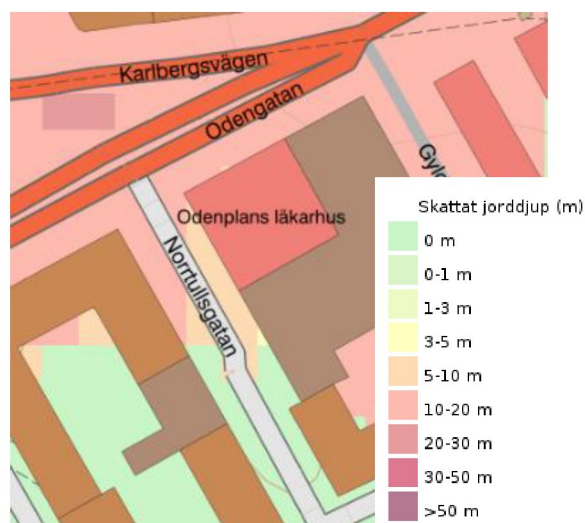 Karlbergsvägen
Odengatan
Odenplans läkarhus
Norrtullsgatan
Skattat jorddjup (m)
0 m
0-1 m
1-3 m
3-5 m
5-10 m
10-20 m
20-30 m
30-50 m
>50 m